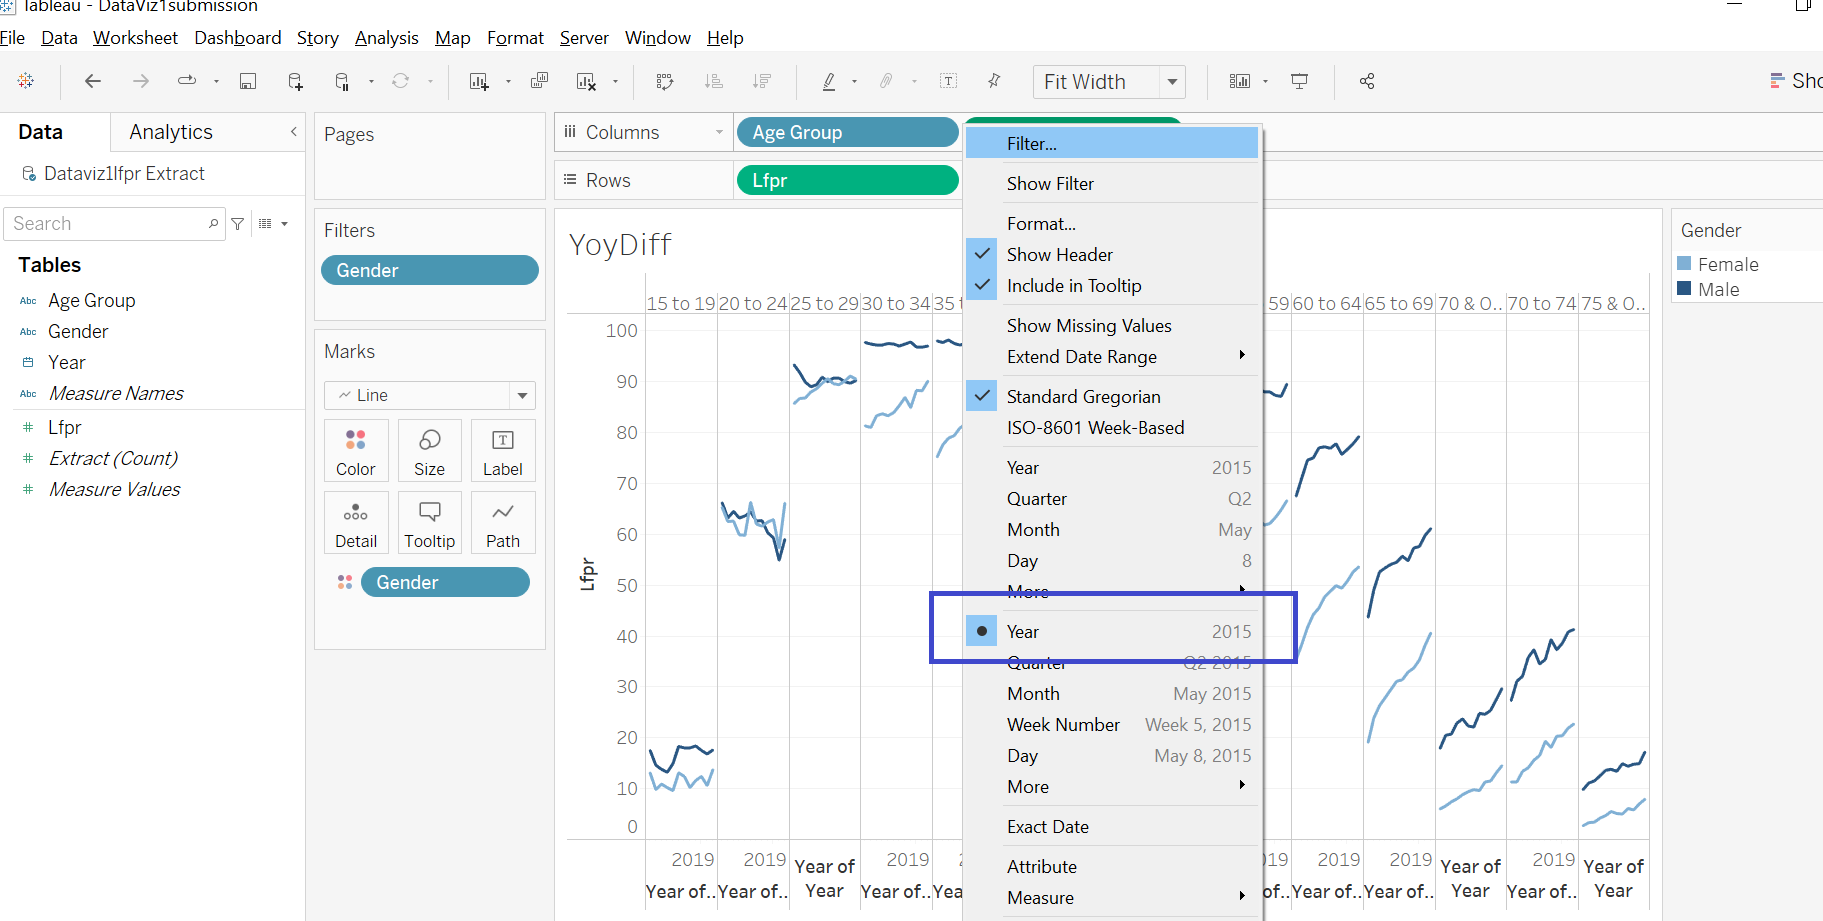 Tableau - DataViz1submission
File Data Worksheet Dashboard Story Analysis Map Format Server Window Help
Fit Width
Sho
Data Analytics
Dataviz1lfpr Extract
Search
Tables
Abc Age Group
Abc Gender
Year
Abc Measure Names
# Lfpr
# Extract (Count)
# Measure Values
Pages
Filters
Gender
Marks
Line
Color Size Label
Detail Tooltip Path
Gender
Columns Age Group
Rows Lfpr
YoyDiff
15 to 19 20 to 24 25 to 29 30 to 34 35 t 59 60 to 64 65 to 69 70 & O.. 70 to 74 75 & O..
100
90
80
70
60
50
40
30
20
10
0
Lfpr
2019 2019 2019 019 2019 2019 2019
Year of.. Year of.. Year of Year Year of.. Yea of.. Year of.. Year of.. Year of Year Year of.. Year of Year
Filter...
Show Filter
Format...
Show Header
Include in Tooltip
Show Missing Values
Extend Date Range
Standard Gregorian
ISO-8601 Week-Based
Year 2015
Quarter Q2
Month May
Day 8
More
Year 2015
Quarter Q2 2015
Month May 2015
Week Number Week 5, 2015
Day May 8, 2015
More
Exact Date
Attribute
Measure
Gender
Female
Male